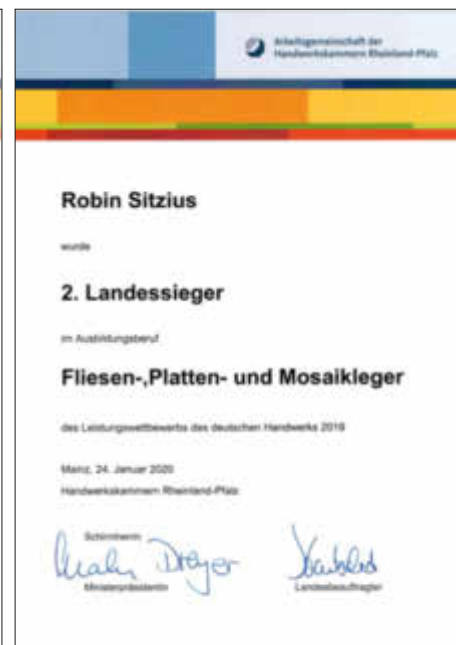 Arbeitsgemeinschaft der
Handwerkskammern Rheinland-Pfalz
Robin Sitzius
wurde
2. Landessieger
im Ausbildungsberuf
Fliesen-,Platten- und Mosaikleger
des Leistungswettbewerbs des deutschen Handwerks 2019
Mainz, 24. Januar 2020
Handwerkskammern Rheinland-Pfalz
Schirmherrin
Malu Dreyer
Ministerpräsidentin Landesbeauftragter